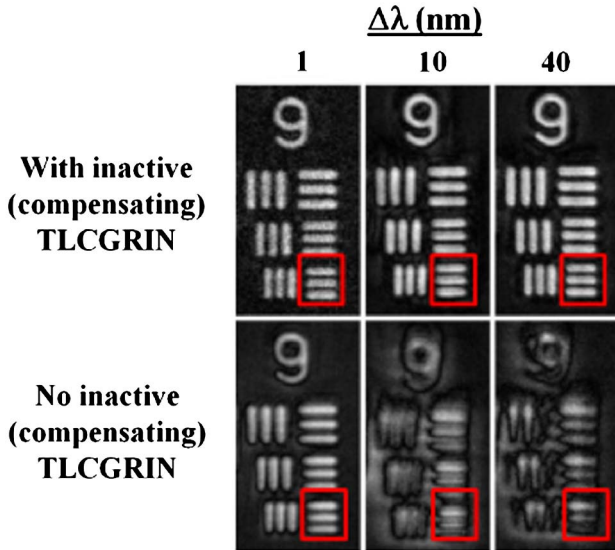 Δλ (nm)
1 10 40
With inactive
(compensating)
TLCGRIN
9 9 9
No inactive
(compensating)
TLCGRIN
9 9 9